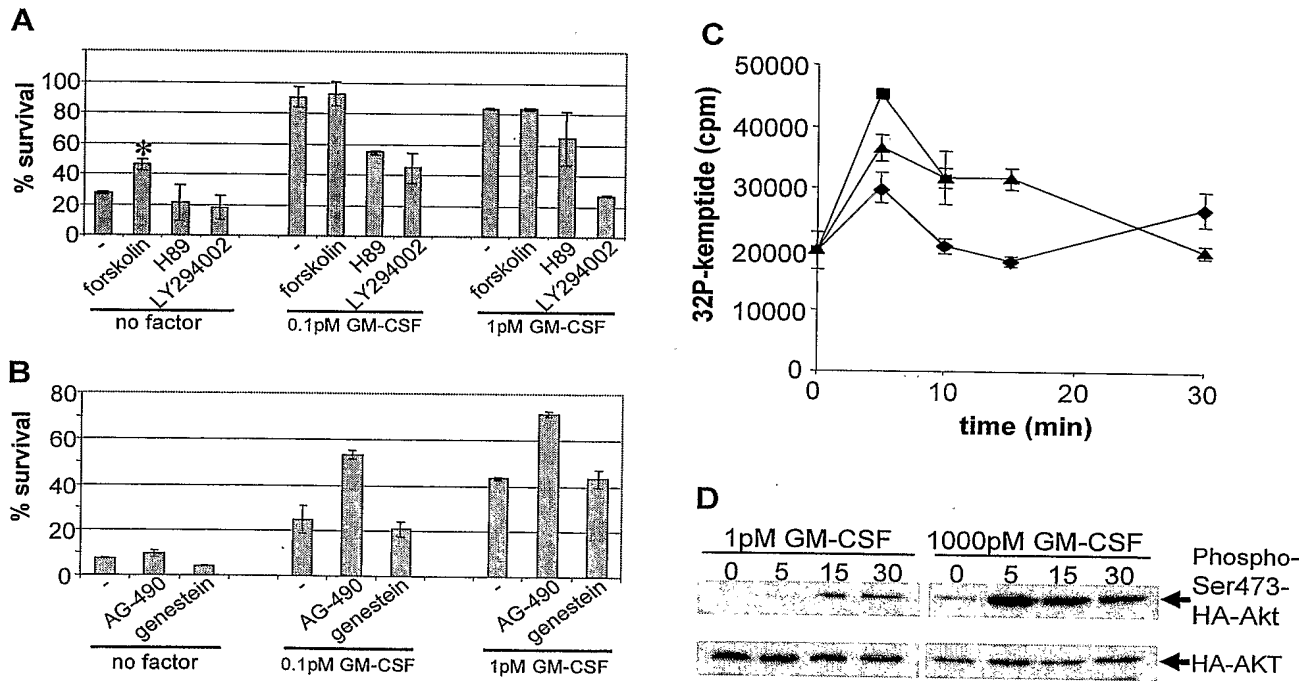 A
% survival
100
80
60
40
20
0
*
-
forskolin
H89
LY294002
-
forskolin
H89
LY294002
-
forskolin
H89
LY294002
no factor
0.1pM GM-CSF
1pM GM-CSF
B
% survival
80
60
40
20
0
-
AG-490
genestein
-
AG-490
genestein
-
AG-490
genestein
no factor
0.1pM GM-CSF
1pM GM-CSF
C
32P-kemptide (cpm)
50000
40000
30000
20000
10000
0
0
10
20
30
time (min)
D
1pM GM-CSF
1000pM GM-CSF
0 5 15 30
0 5 15 30
Phospho-
Ser473-
HA-Akt
HA-AKT